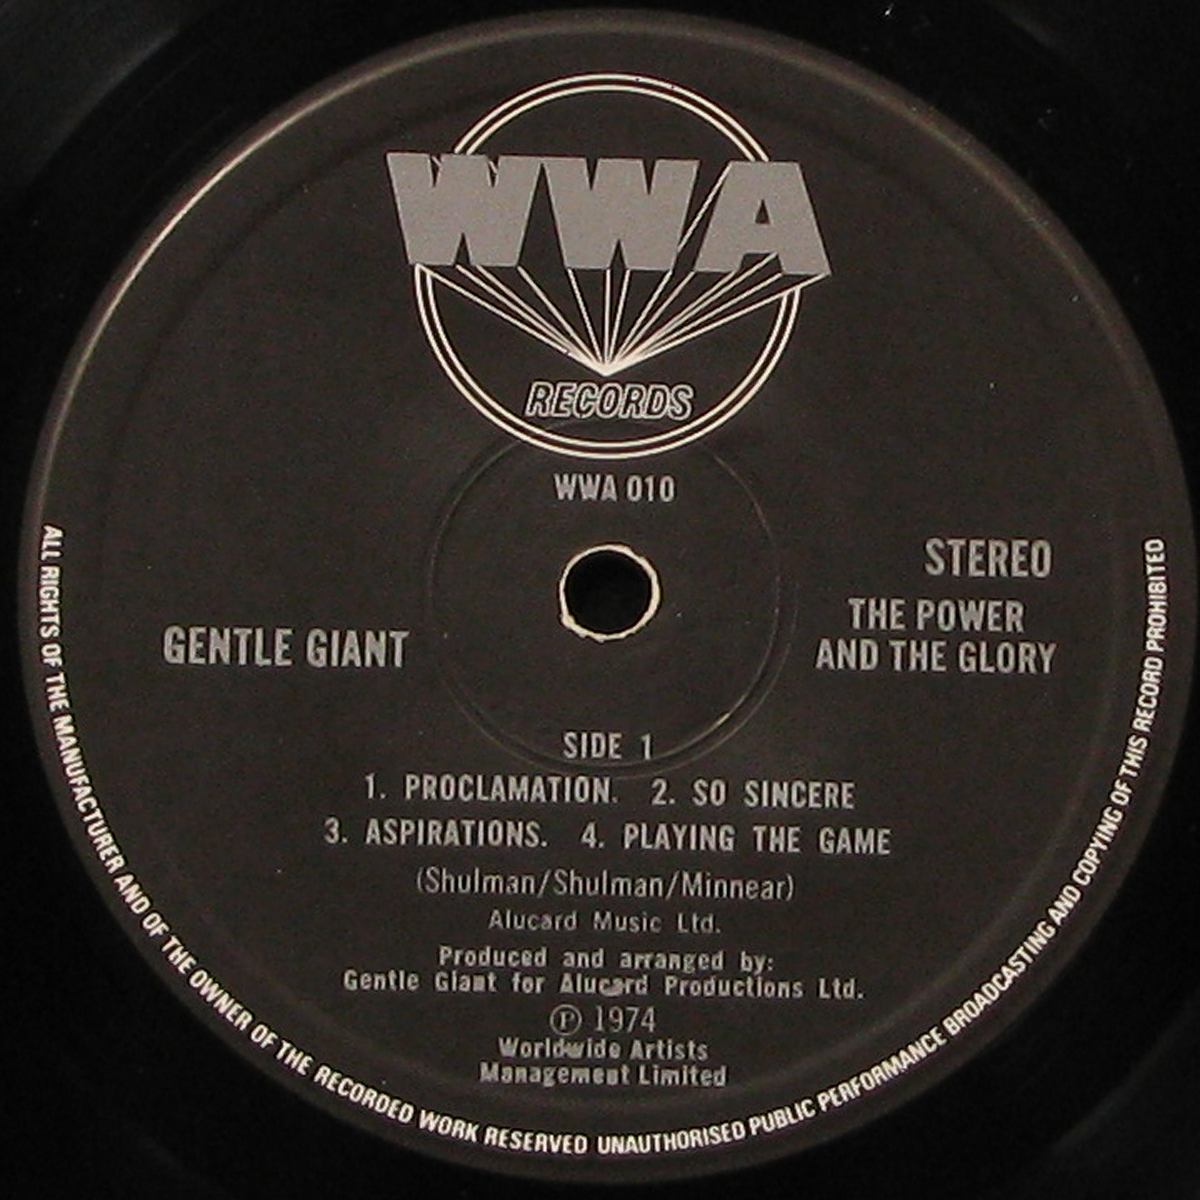 WWA
RECORDS
WWA 010
STEREO
THE POWER
AND THE GLORY
GENTLE GIANT
SIDE 1
1. PROCLAMATION. 2. SO SINCERE
3. ASPIRATIONS. 4. PLAYING THE GAME
(Shulman/Shulman/Minnear)
Alucard Music Ltd.
Produced and arranged by:
Gentle Giant for Alucard Productions Ltd.
℗ 1974
Worldwide Artists
Management Limited
ALL RIGHTS OF THE MANUFACTURER AND OF THE OWNER OF THE RECORDED WORK RESERVED UNAUTHORISED PUBLIC PERFORMANCE BROADCASTING AND COPYING OF THIS RECORD PROHIBITED